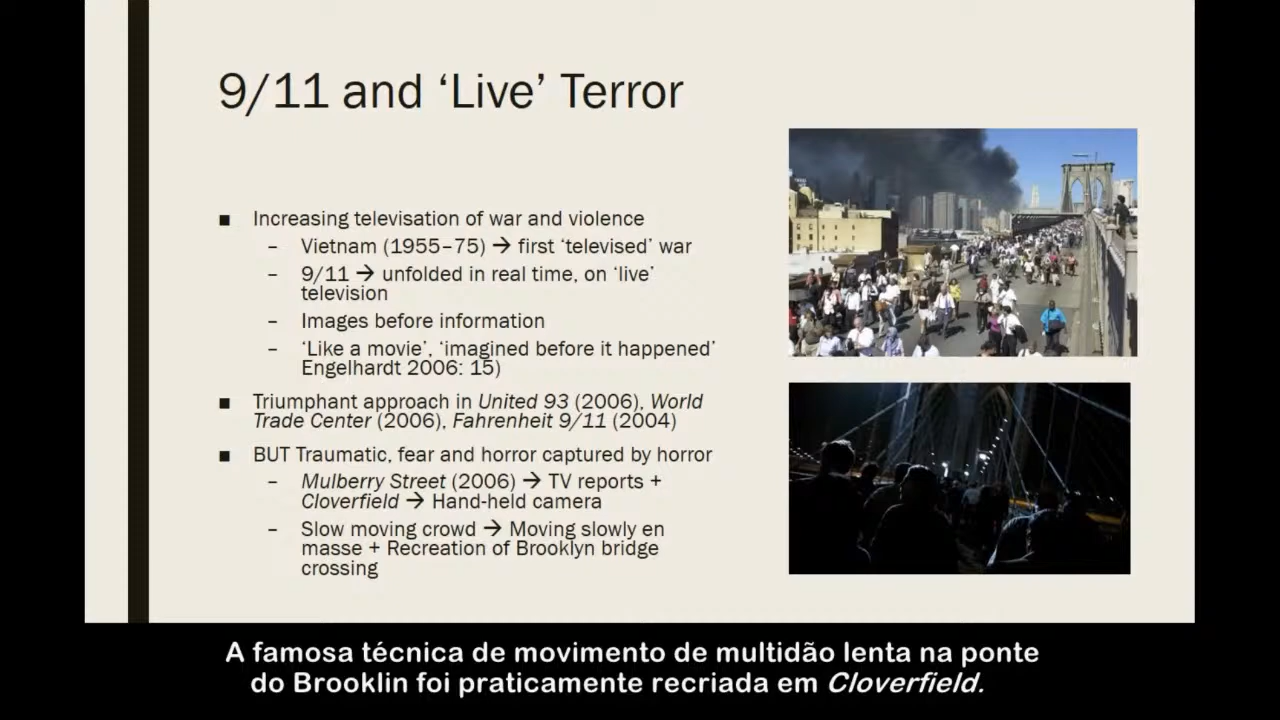 9/11 and ‘Live’ Terror
■ Increasing televisation of war and violence
– Vietnam (1955–75) → first ‘televised’ war
– 9/11 → unfolded in real time, on ‘live’
television
– Images before information
– ‘Like a movie’, ‘imagined before it happened’
Engelhardt 2006: 15)
■ Triumphant approach in United 93 (2006), World
Trade Center (2006), Fahrenheit 9/11 (2004)
■ BUT Traumatic, fear and horror captured by horror
– Mulberry Street (2006) → TV reports +
Cloverfield → Hand-held camera
– Slow moving crowd → Moving slowly en
masse + Recreation of Brooklyn bridge
crossing
A famosa técnica de movimento de multidão lenta na ponte
do Brooklin foi praticamente recriada em Cloverfield.